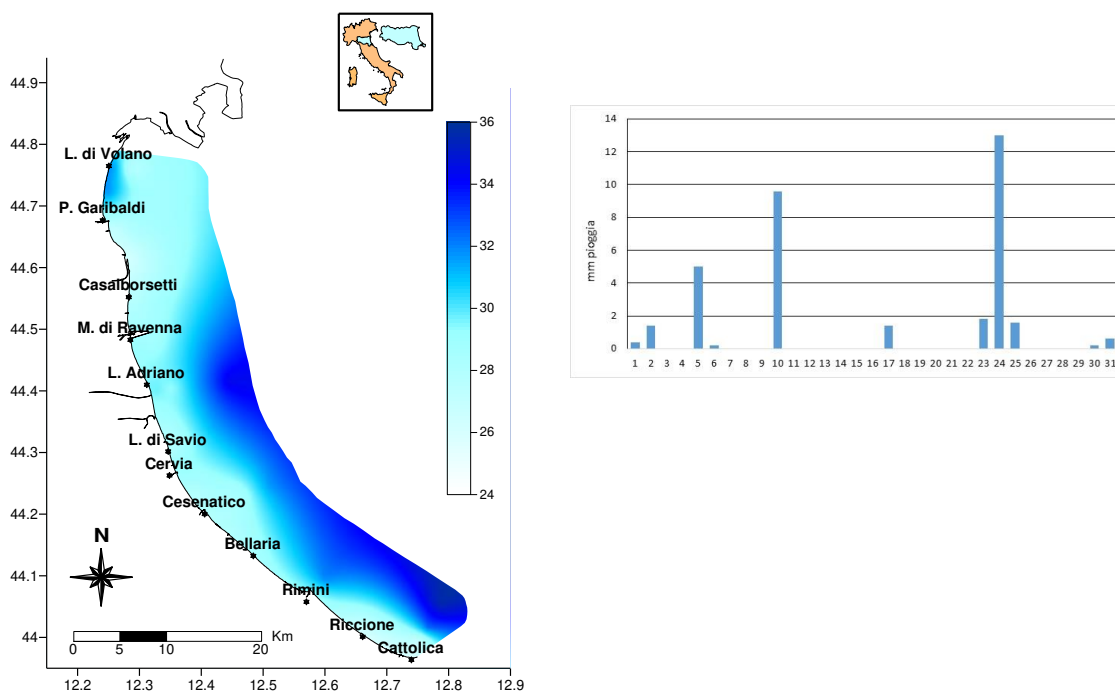 44.9
44.8
44.7
44.6
44.5
44.4
44.3
44.2
44.1
44
12.2 12.3 12.4 12.5 12.6 12.7 12.8 12.9
L. di Volano
P. Garibaldi
Casalborsetti
M. di Ravenna
L. Adriano
L. di Savio
Cervia
Cesenatico
Bellaria
Rimini
Riccione
Cattolica
N
0 5 10 20 Km
36
34
32
30
28
26
24
mm pioggia
14
12
10
8
6
4
2
0
1 2 3 4 5 6 7 8 9 10 11 12 13 14 15 16 17 18 19 20 21 22 23 24 25 26 27 28 29 30 31